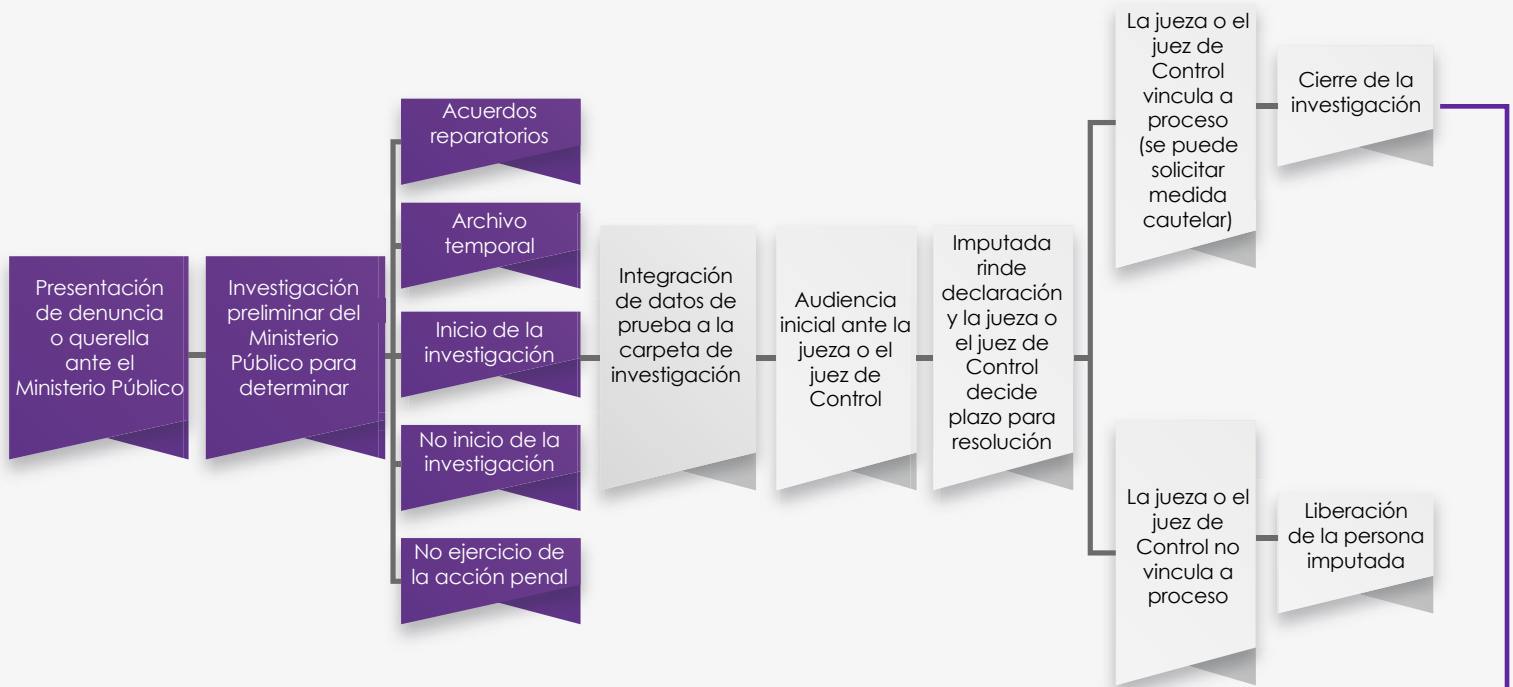 Presentación
de denuncia
o querella
ante el
Ministerio Público
Investigación
preliminar del
Ministerio
Público para
determinar
Acuerdos
reparatorios
Archivo
temporal
Inicio de la
investigación
No inicio de la
investigación
No ejercicio de
la acción penal
Integración
de datos de
prueba a la
carpeta de
investigación
Audiencia
inicial ante la
jueza o el
juez de
Control
Imputada
rinde
declaración
y la jueza o
el juez de
Control
decide
plazo para
resolución
La jueza o el
juez de
Control
vincula a
proceso
(se puede
solicitar
medida
cautelar)
Cierre de la
investigación
La jueza o el
juez de
Control no
vincula a
proceso
Liberación
de la persona
imputada